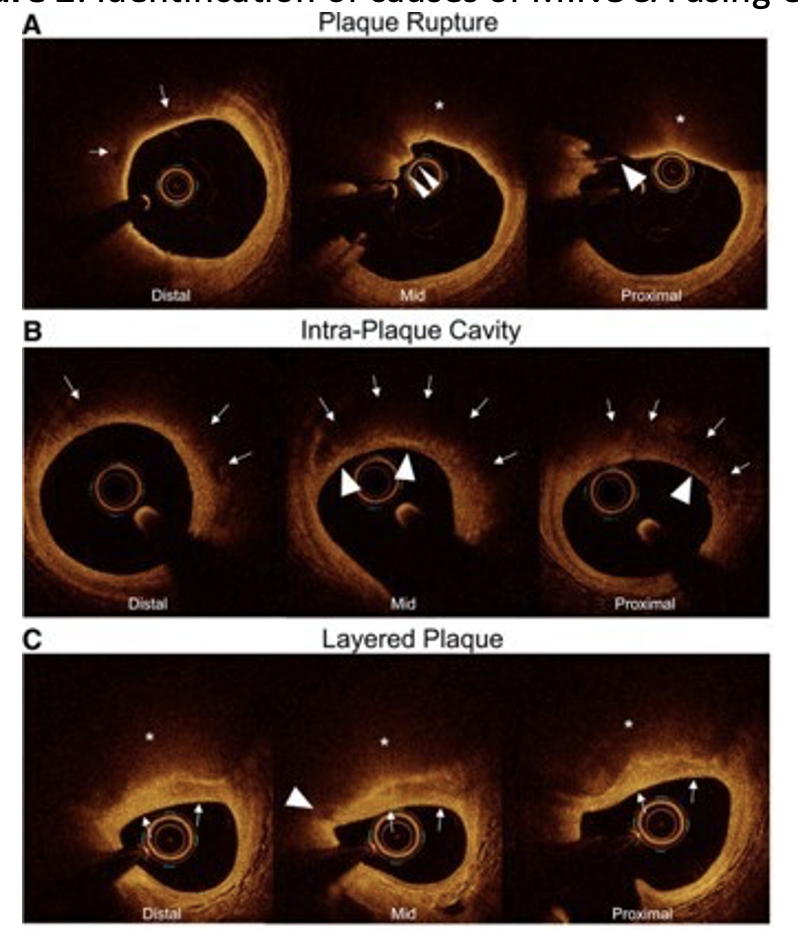 A
Plaque Rupture
Distal
Mid
Proximal
B
Intra-Plaque Cavity
Distal
Mid
Proximal
C
Layered Plaque
Distal
Mid
Proximal